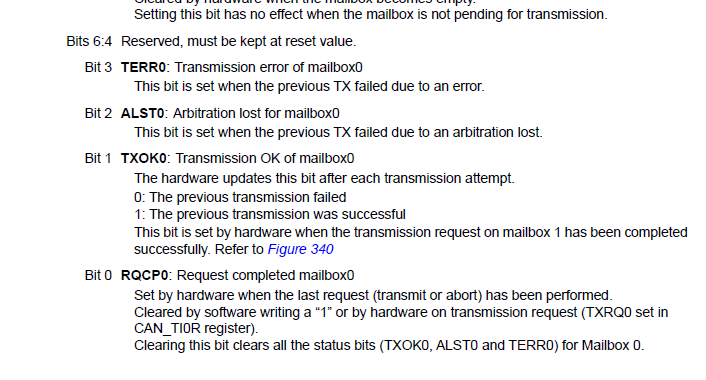 Cleared by hardware when the mailbox becomes empty.
Setting this bit has no effect when the mailbox is not pending for transmission.
Bits 6:4 Reserved, must be kept at reset value.
Bit 3 TERR0: Transmission error of mailbox0
This bit is set when the previous TX failed due to an error.
Bit 2 ALST0: Arbitration lost for mailbox0
This bit is set when the previous TX failed due to an arbitration lost.
Bit 1 TXOK0: Transmission OK of mailbox0
The hardware updates this bit after each transmission attempt.
0: The previous transmission failed
1: The previous transmission was successful
This bit is set by hardware when the transmission request on mailbox 1 has been completed
successfully. Refer to Figure 340
Bit 0 RQCP0: Request completed mailbox0
Set by hardware when the last request (transmit or abort) has been performed.
Cleared by software writing a “1” or by hardware on transmission request (TXRQ0 set in
CAN_TI0R register).
Clearing this bit clears all the status bits (TXOK0, ALST0 and TERR0) for Mailbox 0.